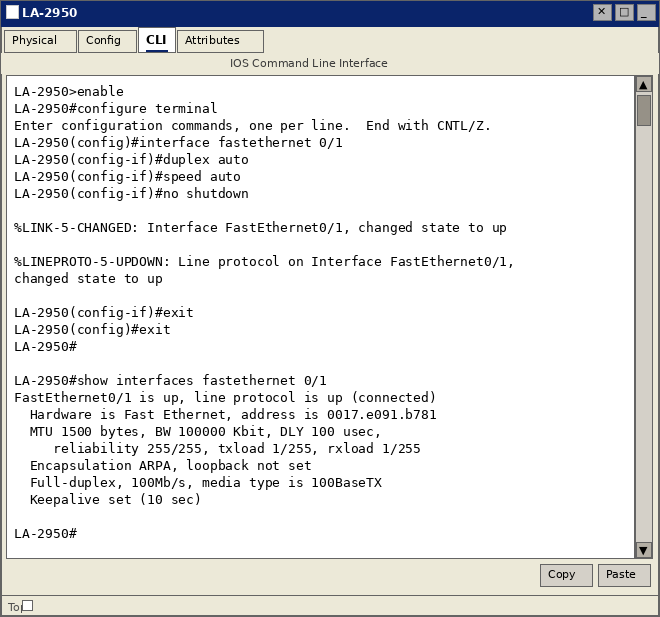 LA-2950
Physical Config CLI Attributes
IOS Command Line Interface
LA-2950>enable
LA-2950#configure terminal
Enter configuration commands, one per line.  End with CNTL/Z.
LA-2950(config)#interface fastethernet 0/1
LA-2950(config-if)#duplex auto
LA-2950(config-if)#speed auto
LA-2950(config-if)#no shutdown
%LINK-5-CHANGED: Interface FastEthernet0/1, changed state to up
%LINEPROTO-5-UPDOWN: Line protocol on Interface FastEthernet0/1,
changed state to up
LA-2950(config-if)#exit
LA-2950(config)#exit
LA-2950#
LA-2950#show interfaces fastethernet 0/1
FastEthernet0/1 is up, line protocol is up (connected)
  Hardware is Fast Ethernet, address is 0017.e091.b781
  MTU 1500 bytes, BW 100000 Kbit, DLY 100 usec,
     reliability 255/255, txload 1/255, rxload 1/255
  Encapsulation ARPA, loopback not set
  Full-duplex, 100Mb/s, media type is 100BaseTX
  Keepalive set (10 sec)
LA-2950#
Copy Paste